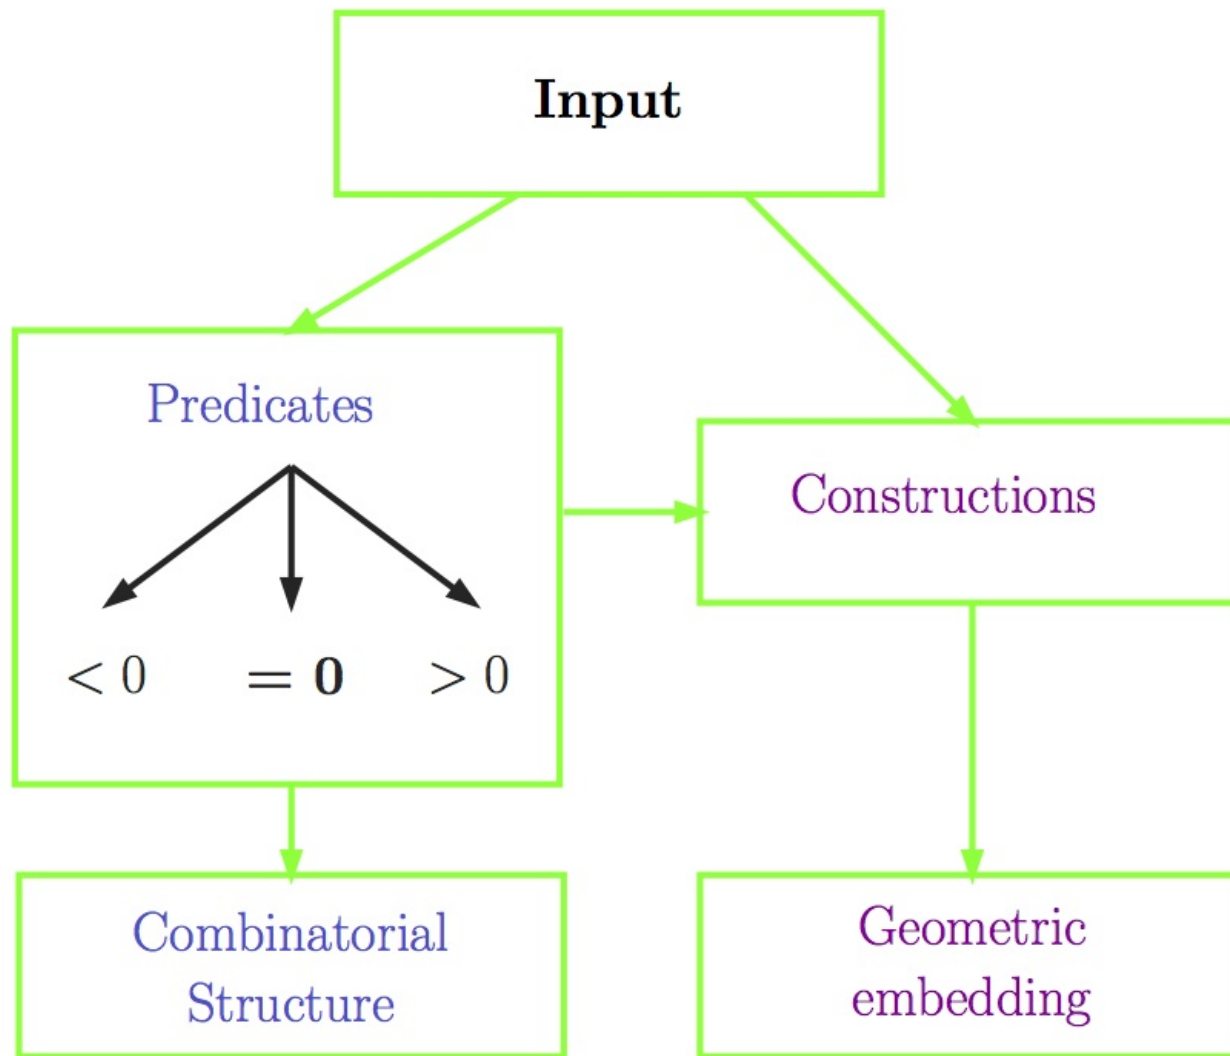 Input
Predicates
Constructions
< 0 = 0 > 0
Combinatorial
Structure
Geometric
embedding